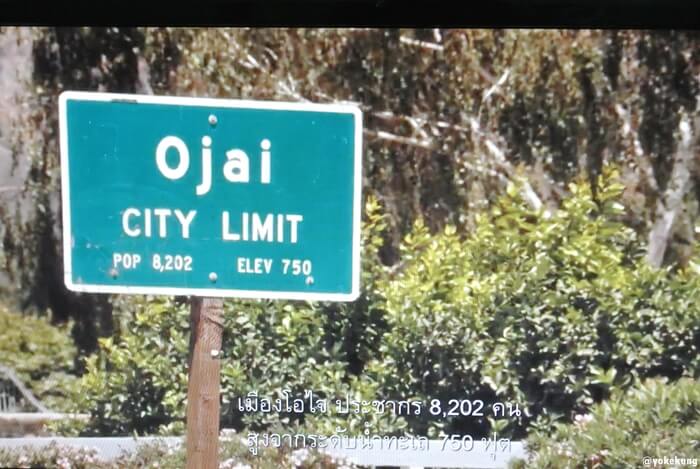 Ojai
CITY LIMIT
POP 8,202 ELEV 750
เมืองโอไจ ประชากร 8,202 คน
สูงจากระดับน้ำทะเล 750 ฟุต
@yokekung